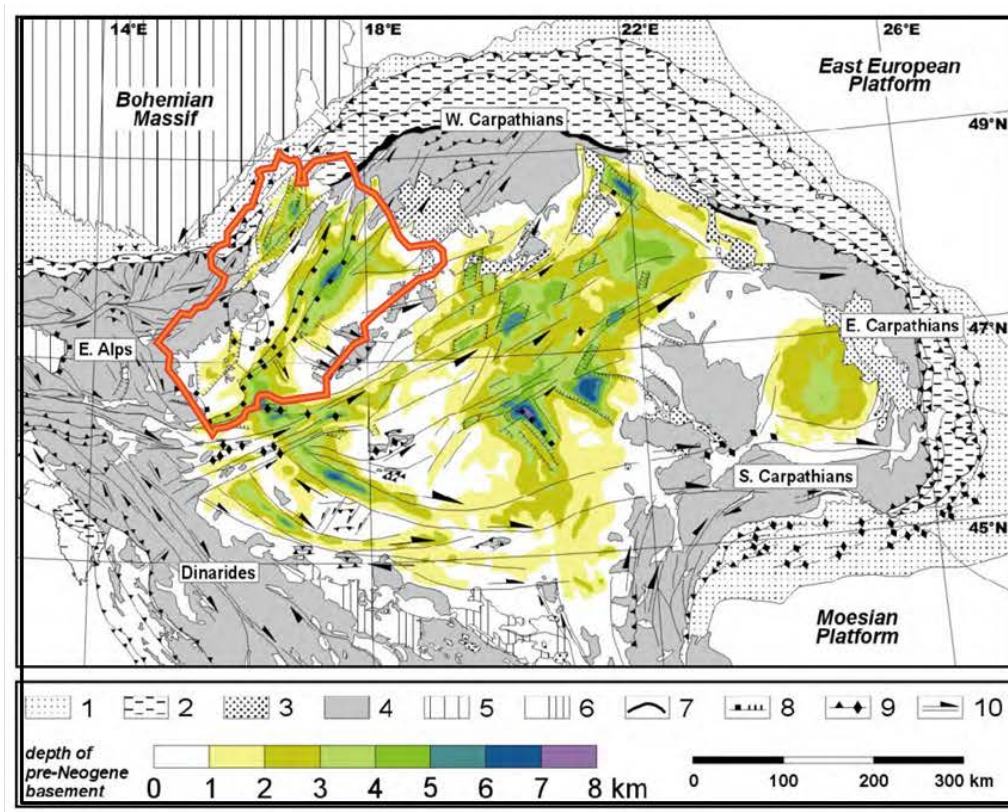 14°E
18°E
22°E
26°E
Bohemian
Massif
East European
Platform
W. Carpathians
49°N
E. Alps
47°N
E. Carpathians
S. Carpathians
45°N
Dinarides
Moesian
Platform
1 2 3 4 5 6 7 8 9 10
depth of
pre-Neogene
basement
0 1 2 3 4 5 6 7 8 km
0 100 200 300 km